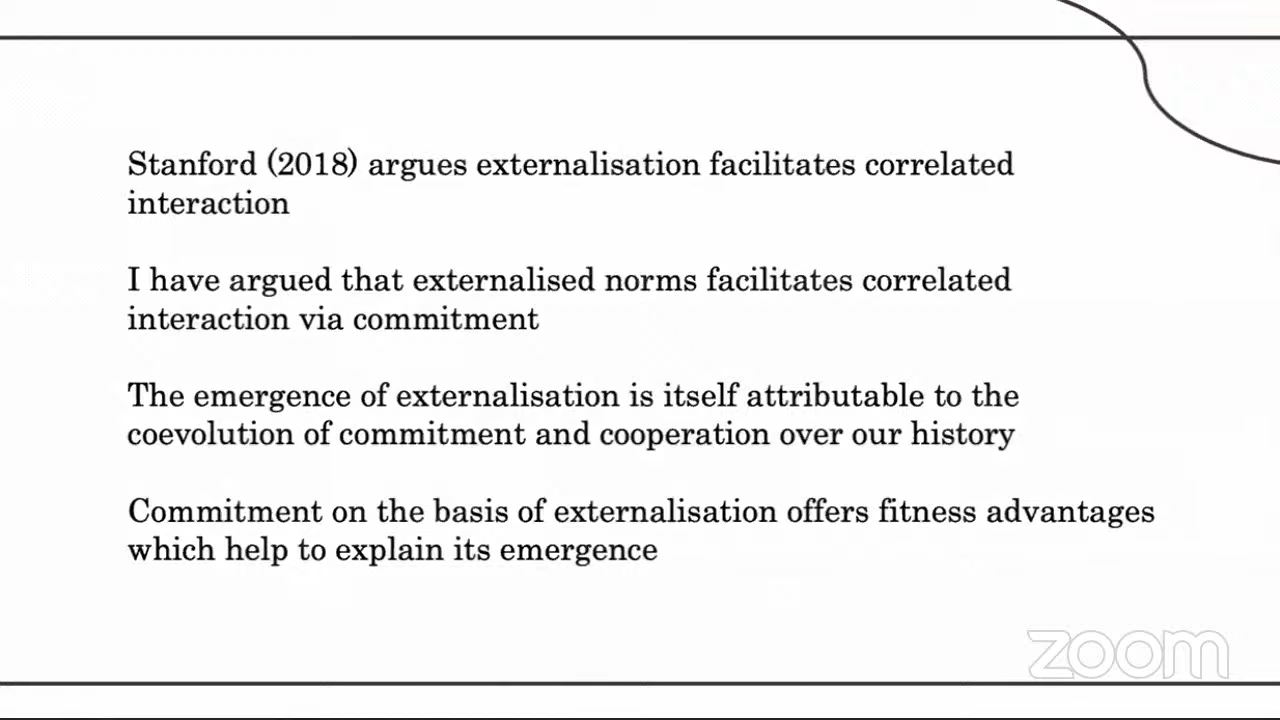 Stanford (2018) argues externalisation facilitates correlated
interaction
I have argued that externalised norms facilitates correlated
interaction via commitment
The emergence of externalisation is itself attributable to the
coevolution of commitment and cooperation over our history
Commitment on the basis of externalisation offers fitness advantages
which help to explain its emergence
zoom